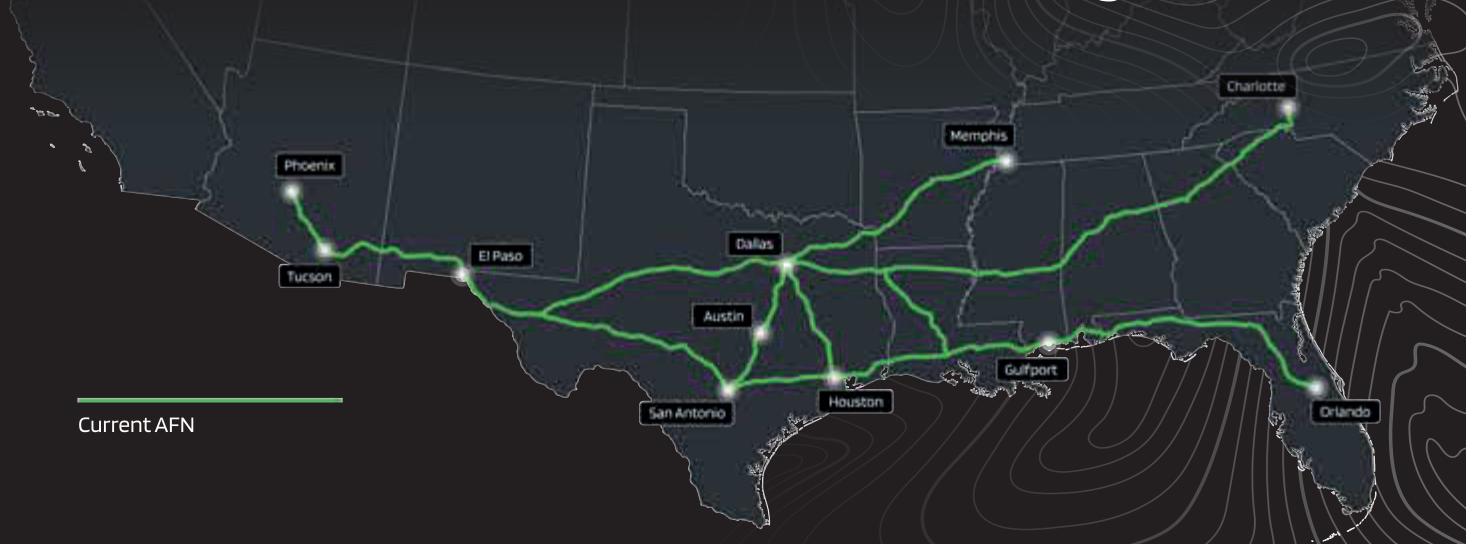 Charlotte
Memphis
Phoenix
Dallas
El Paso
Tucson
Austin
Gulfport
Houston
San Antonio
Orlando
Current AFN